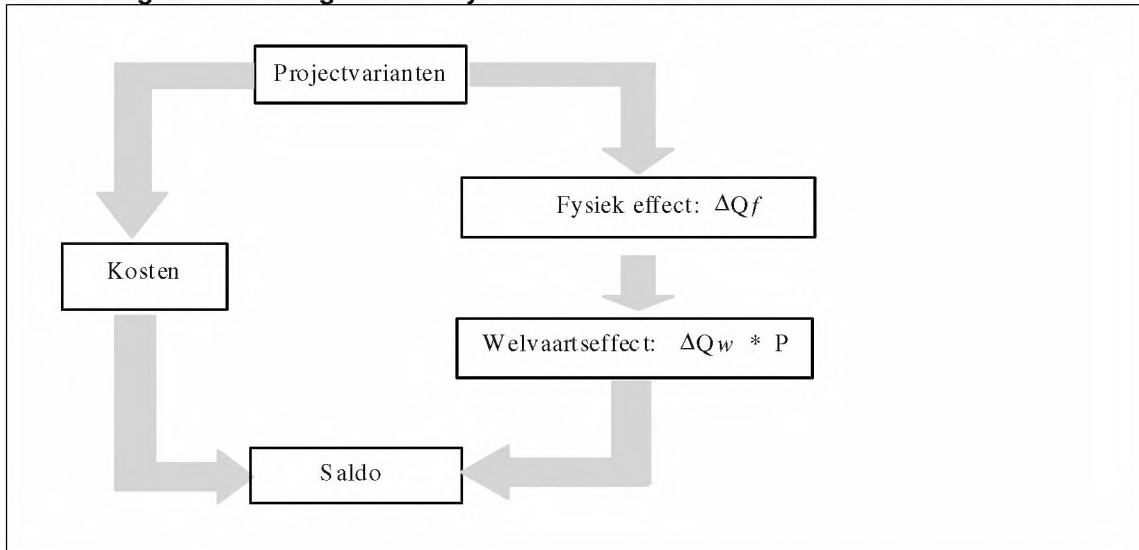 Projectvarianten
Fysiek effect: ΔQf
Kosten
Welvaartseffect: ΔQw * P
Saldo